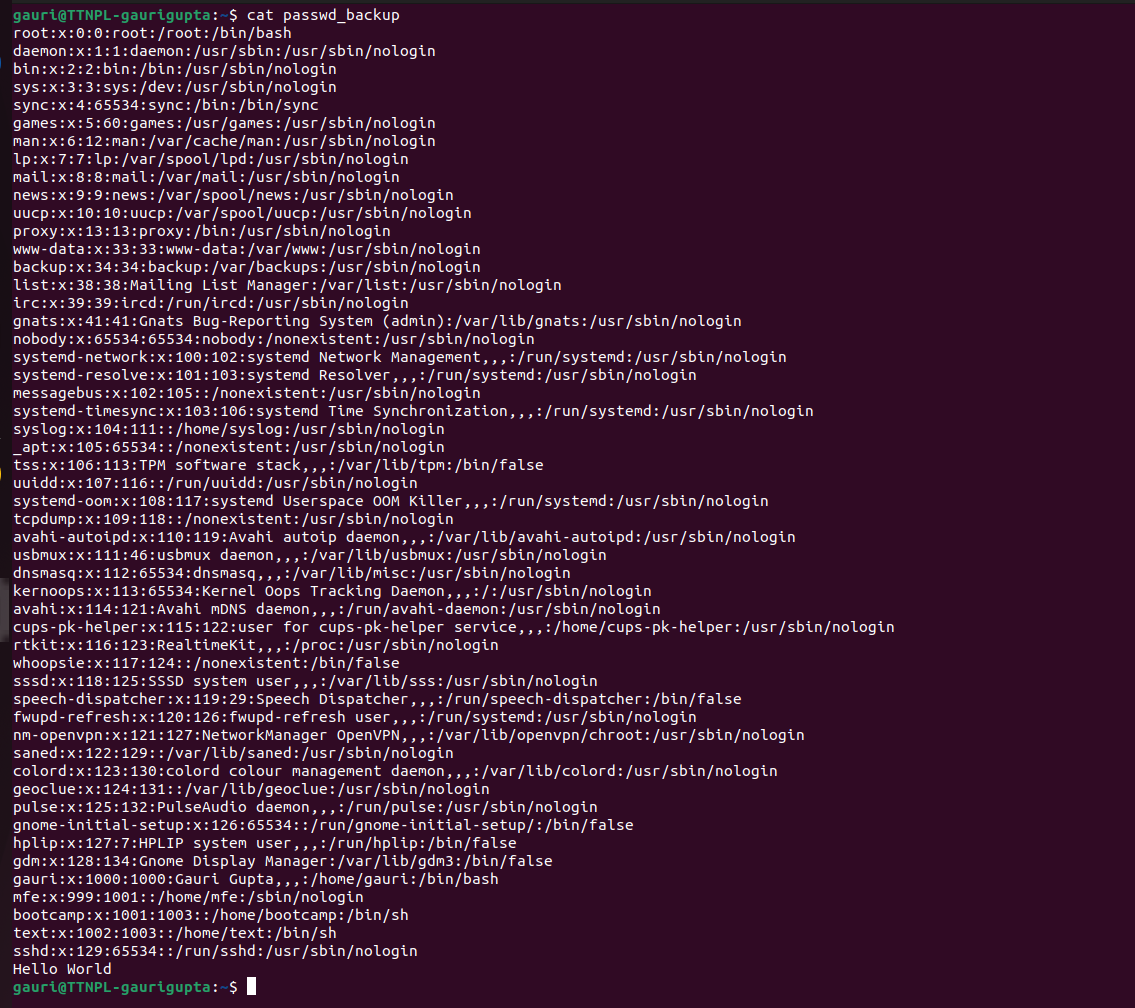 gauri@TTNPL-gaurigupta:~$ cat passwd_backup
root:x:0:0:root:/root:/bin/bash
daemon:x:1:1:daemon:/usr/sbin:/usr/sbin/nologin
bin:x:2:2:bin:/bin:/usr/sbin/nologin
sys:x:3:3:sys:/dev:/usr/sbin/nologin
sync:x:4:65534:sync:/bin:/bin/sync
games:x:5:60:games:/usr/games:/usr/sbin/nologin
man:x:6:12:man:/var/cache/man:/usr/sbin/nologin
lp:x:7:7:lp:/var/spool/lpd:/usr/sbin/nologin
mail:x:8:8:mail:/var/mail:/usr/sbin/nologin
news:x:9:9:news:/var/spool/news:/usr/sbin/nologin
uucp:x:10:10:uucp:/var/spool/uucp:/usr/sbin/nologin
proxy:x:13:13:proxy:/bin:/usr/sbin/nologin
www-data:x:33:33:www-data:/var/www:/usr/sbin/nologin
backup:x:34:34:backup:/var/backups:/usr/sbin/nologin
list:x:38:38:Mailing List Manager:/var/list:/usr/sbin/nologin
irc:x:39:39:ircd:/run/ircd:/usr/sbin/nologin
gnats:x:41:41:Gnats Bug-Reporting System (admin):/var/lib/gnats:/usr/sbin/nologin
nobody:x:65534:65534:nobody:/nonexistent:/usr/sbin/nologin
systemd-network:x:100:102:systemd Network Management,,,:/run/systemd:/usr/sbin/nologin
systemd-resolve:x:101:103:systemd Resolver,,,:/run/systemd:/usr/sbin/nologin
messagebus:x:102:105::/nonexistent:/usr/sbin/nologin
systemd-timesync:x:103:106:systemd Time Synchronization,,,:/run/systemd:/usr/sbin/nologin
syslog:x:104:111::/home/syslog:/usr/sbin/nologin
_apt:x:105:65534::/nonexistent:/usr/sbin/nologin
tss:x:106:113:TPM software stack,,,:/var/lib/tpm:/bin/false
uuidd:x:107:116::/run/uuidd:/usr/sbin/nologin
systemd-oom:x:108:117:systemd Userspace OOM Killer,,,:/run/systemd:/usr/sbin/nologin
tcpdump:x:109:118::/nonexistent:/usr/sbin/nologin
avahi-autoipd:x:110:119:Avahi autoip daemon,,,:/var/lib/avahi-autoipd:/usr/sbin/nologin
usbmux:x:111:46:usbmux daemon,,,:/var/lib/usbmux:/usr/sbin/nologin
dnsmasq:x:112:65534:dnsmasq,,,:/var/lib/misc:/usr/sbin/nologin
kernoops:x:113:65534:Kernel Oops Tracking Daemon,,,:/:/usr/sbin/nologin
avahi:x:114:121:Avahi mDNS daemon,,,:/run/avahi-daemon:/usr/sbin/nologin
cups-pk-helper:x:115:122:user for cups-pk-helper service,,,:/home/cups-pk-helper:/usr/sbin/nologin
rtkit:x:116:123:RealtimeKit,,,:/proc:/usr/sbin/nologin
whoopsie:x:117:124::/nonexistent:/bin/false
sssd:x:118:125:SSSD system user,,,:/var/lib/sss:/usr/sbin/nologin
speech-dispatcher:x:119:29:Speech Dispatcher,,,:/run/speech-dispatcher:/bin/false
fwupd-refresh:x:120:126:fwupd-refresh user,,,:/run/systemd:/usr/sbin/nologin
nm-openvpn:x:121:127:NetworkManager OpenVPN,,,:/var/lib/openvpn/chroot:/usr/sbin/nologin
saned:x:122:129::/var/lib/saned:/usr/sbin/nologin
colord:x:123:130:colord colour management daemon,,,:/var/lib/colord:/usr/sbin/nologin
geoclue:x:124:131::/var/lib/geoclue:/usr/sbin/nologin
pulse:x:125:132:PulseAudio daemon,,,:/run/pulse:/usr/sbin/nologin
gnome-initial-setup:x:126:65534::/run/gnome-initial-setup/:/bin/false
hplip:x:127:7:HPLIP system user,,,:/run/hplip:/bin/false
gdm:x:128:134:Gnome Display Manager:/var/lib/gdm3:/bin/false
gauri:x:1000:1000:Gauri Gupta,,,:/home/gauri:/bin/bash
mfe:x:999:1001::/home/mfe:/sbin/nologin
bootcamp:x:1001:1003::/home/bootcamp:/bin/sh
text:x:1002:1003::/home/text:/bin/sh
sshd:x:129:65534::/run/sshd:/usr/sbin/nologin
Hello World
gauri@TTNPL-gaurigupta:~$